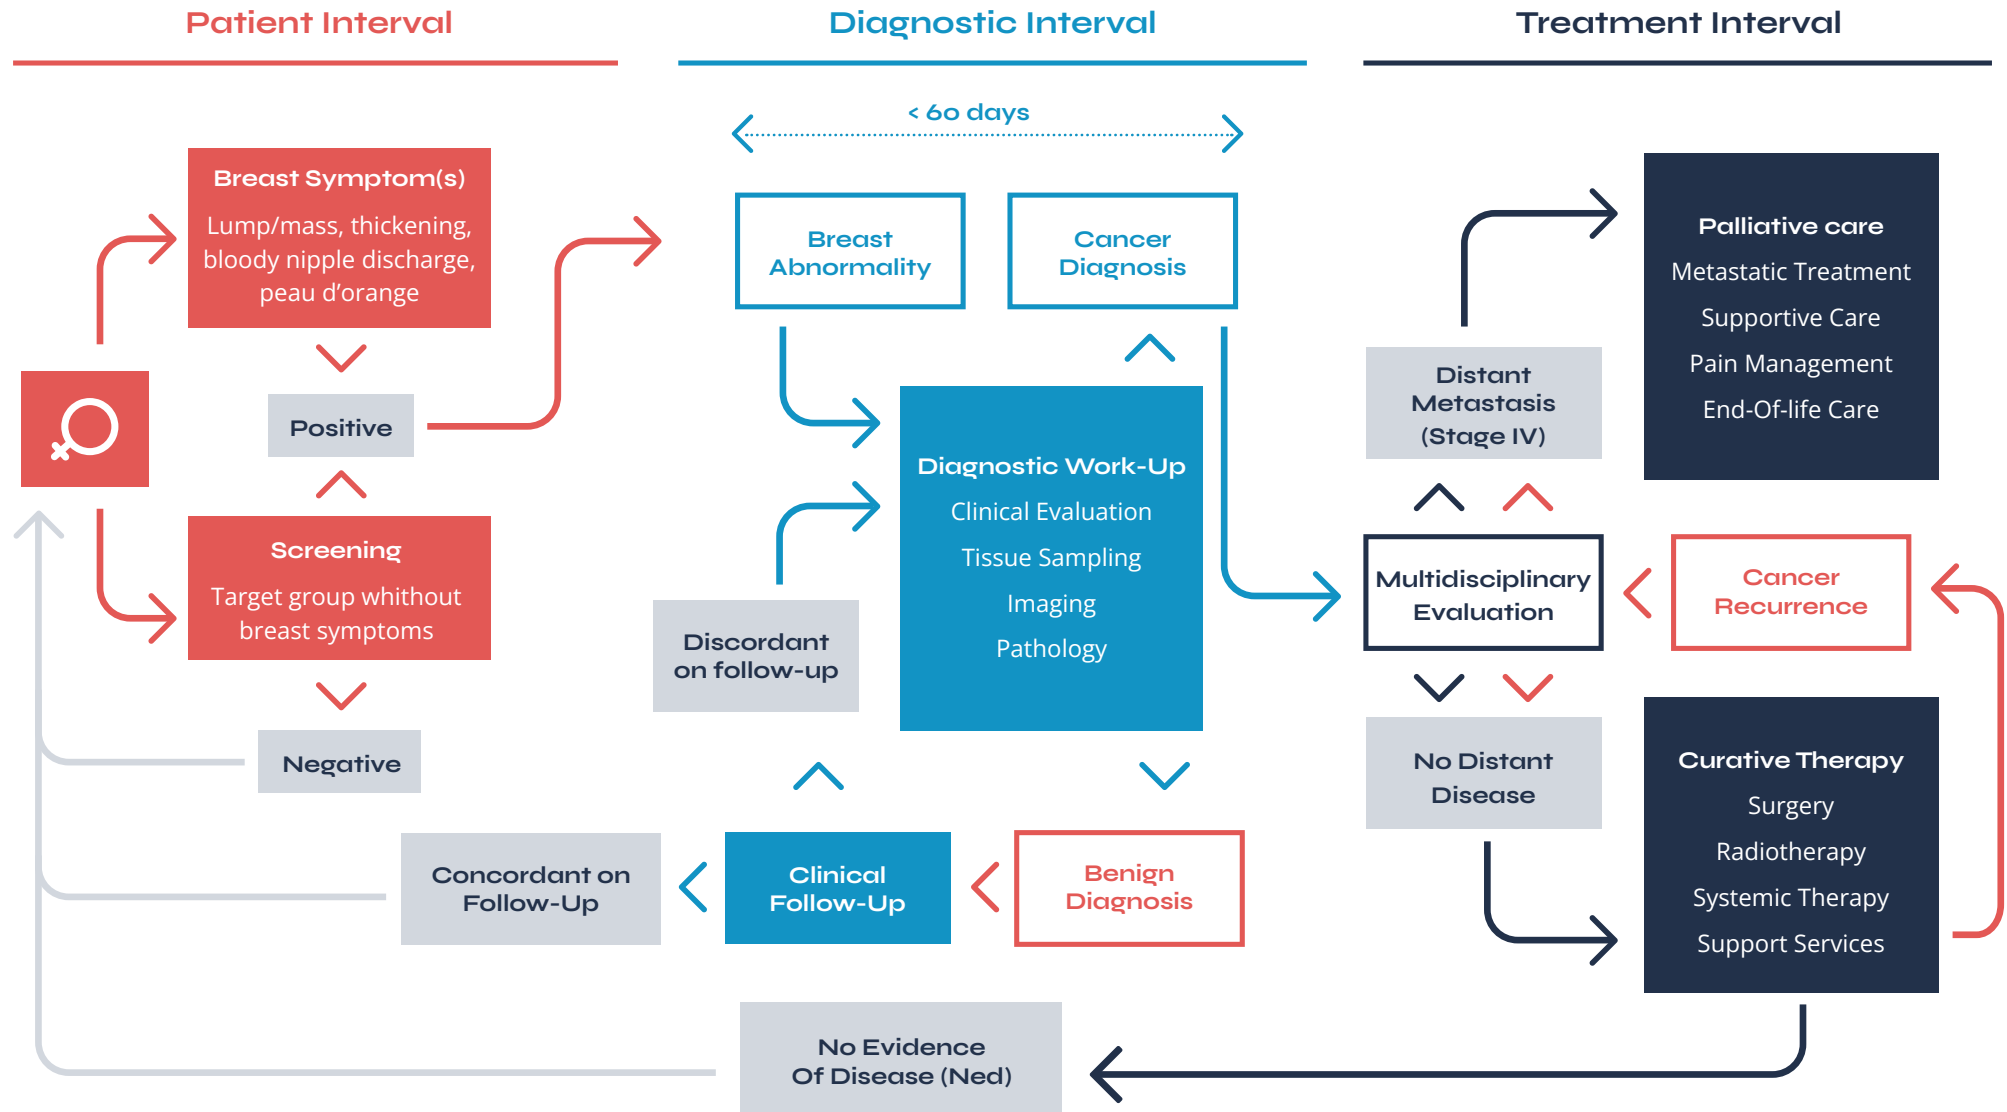 Patient Interval
Diagnostic Interval
Treatment Interval
< 60 days
Breast Symptom(s)
Lump/mass, thickening,
bloody nipple discharge,
peau d’orange
Positive
Screening
Target group whithout
breast symptoms
Negative
Breast
Abnormality
Cancer
Diagnosis
Diagnostic Work-Up
Clinical Evaluation
Tissue Sampling
Imaging
Pathology
Discordant
on follow-up
Concordant on
Follow-Up
Clinical
Follow-Up
Benign
Diagnosis
No Evidence
Of Disease (Ned)
Distant
Metastasis
(Stage IV)
Palliative care
Metastatic Treatment
Supportive Care
Pain Management
End-Of-life Care
Multidisciplinary
Evaluation
Cancer
Recurrence
No Distant
Disease
Curative Therapy
Surgery
Radiotherapy
Systemic Therapy
Support Services